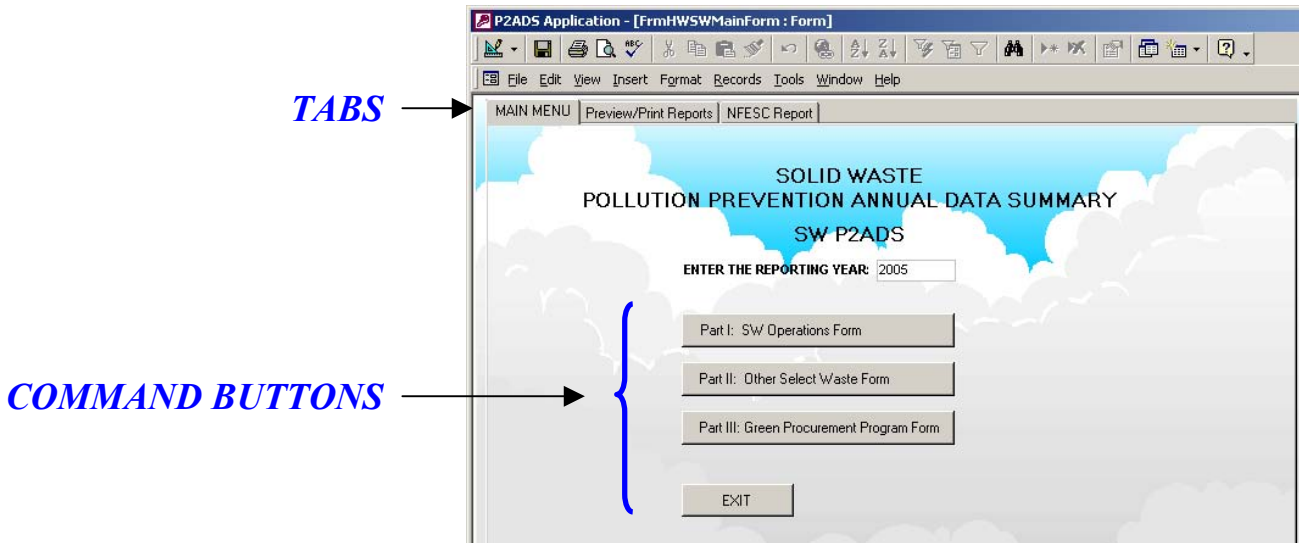 P2ADS Application - [FrmHWSWMainForm : Form]
File Edit View Insert Format Records Tools Window Help
TABS
MAIN MENU Preview/Print Reports NFESC Report
SOLID WASTE
POLLUTION PREVENTION ANNUAL DATA SUMMARY
SW P2ADS
ENTER THE REPORTING YEAR: 2005
COMMAND BUTTONS
Part I: SW Operations Form
Part II: Other Select Waste Form
Part III: Green Procurement Program Form
EXIT